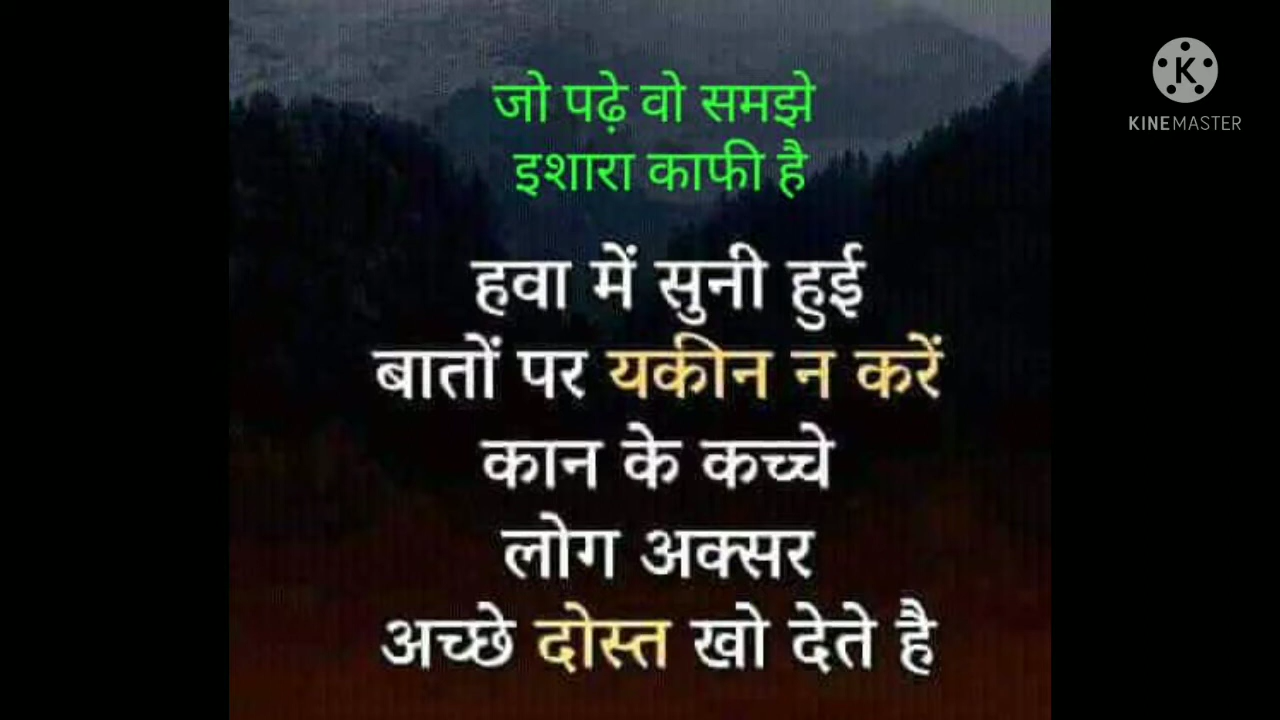 जो पढ़े वो समझे
इशारा काफी है
हवा में सुनी हुई
बातों पर यकीन न करें
कान के कच्चे
लोग अक्सर
अच्छे दोस्त खो देते है
K
KINEMASTER